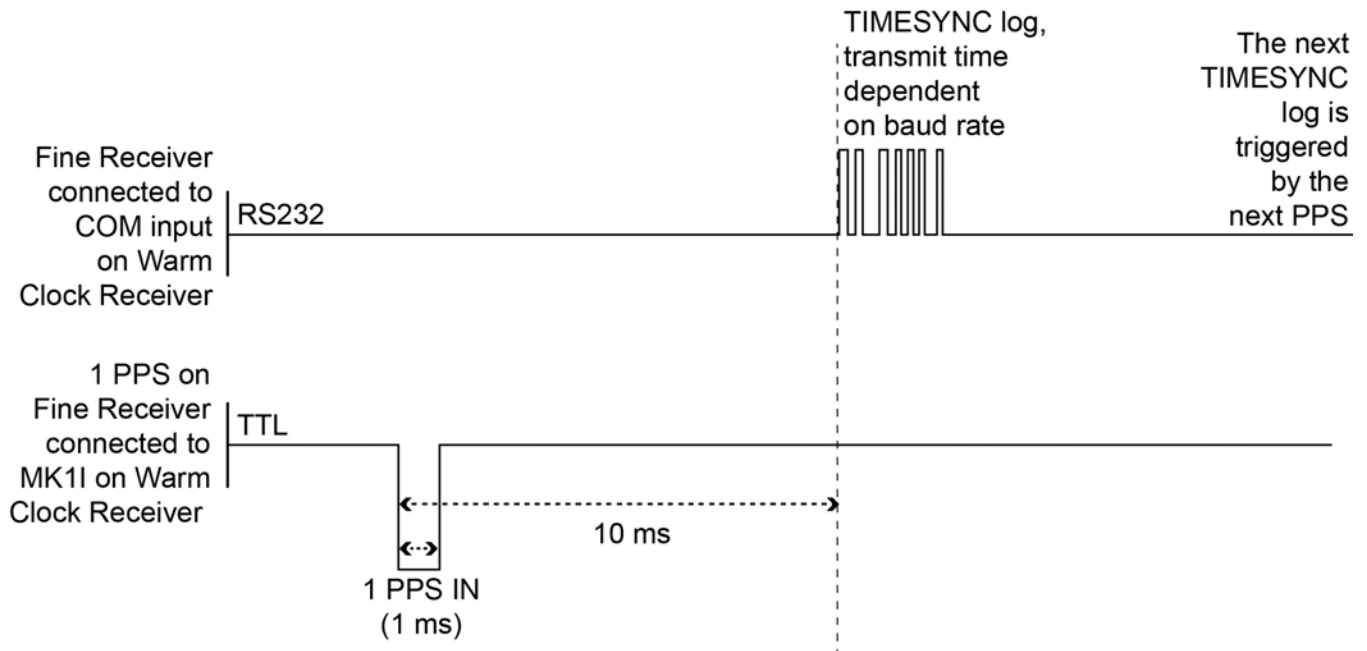 TIMESYNC log,
transmit time
dependent
on baud rate
The next
TIMESYNC
log is
triggered
by the
next PPS
Fine Receiver
connected to
COM input
on Warm
Clock Receiver
RS232
1 PPS on
Fine Receiver
connected to
MK1I on Warm
Clock Receiver
TTL
10 ms
1 PPS IN
(1 ms)